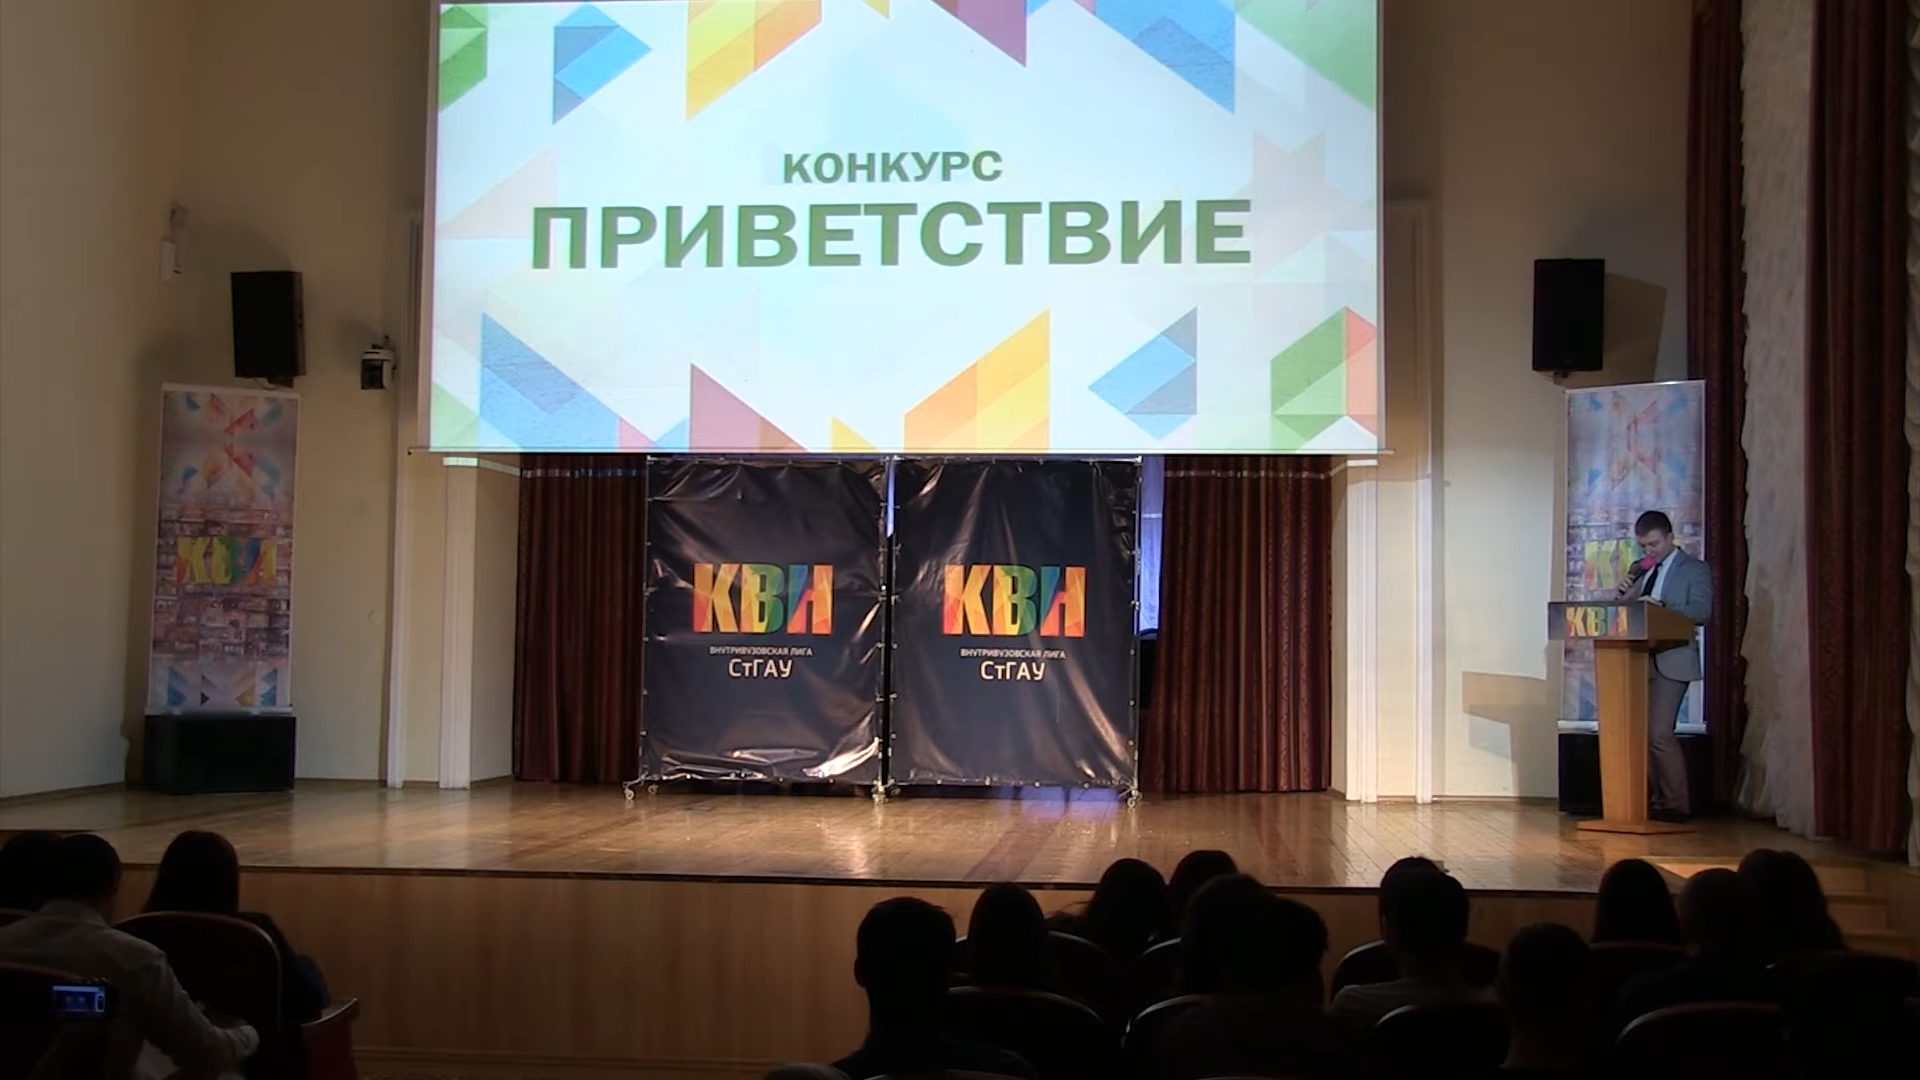 КОНКУРС
ПРИВЕТСТВИЕ
КВН
КВН
ВНУТРИВУЗОВСКАЯ ЛИГА
СтГАУ
КВН
ВНУТРИВУЗОВСКАЯ ЛИГА
СтГАУ
КВН
КВН